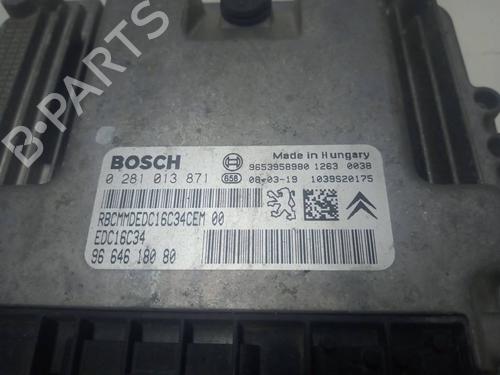 BOSCH
Made in Hungary
9653958980 1263 003B
0 281 013 871
658
08-03-19
1039S20175
RBCMMDEDC16C34CEM 00
EDC16C34
96 646 180 80
B-PARTS